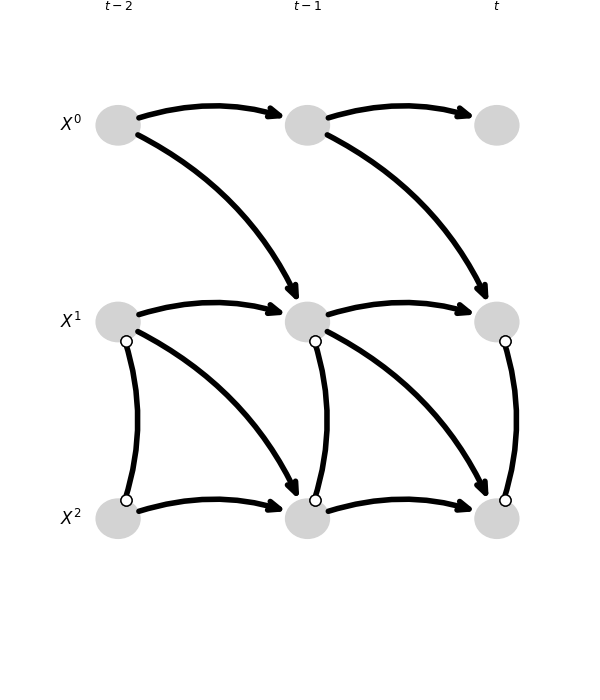 t − 2 t − 1 t
X⁰
X¹
X²